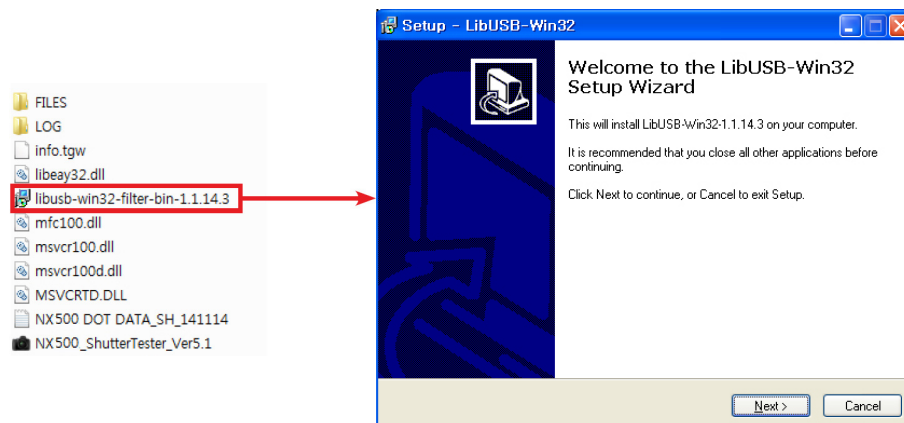 FILES
LOG
info.tgw
libeay32.dll
libusb-win32-filter-bin-1.1.14.3
mfc100.dll
msvcr100.dll
msvcr100d.dll
MSVCRTD.DLL
NX500 DOT DATA_SH_141114
NX500_ShutterTester_Ver5.1
Setup - LibUSB-Win32
Welcome to the LibUSB-Win32
Setup Wizard
This will install LibUSB-Win32-1.1.14.3 on your computer.
It is recommended that you close all other applications before
continuing.
Click Next to continue, or Cancel to exit Setup.
Next >
Cancel